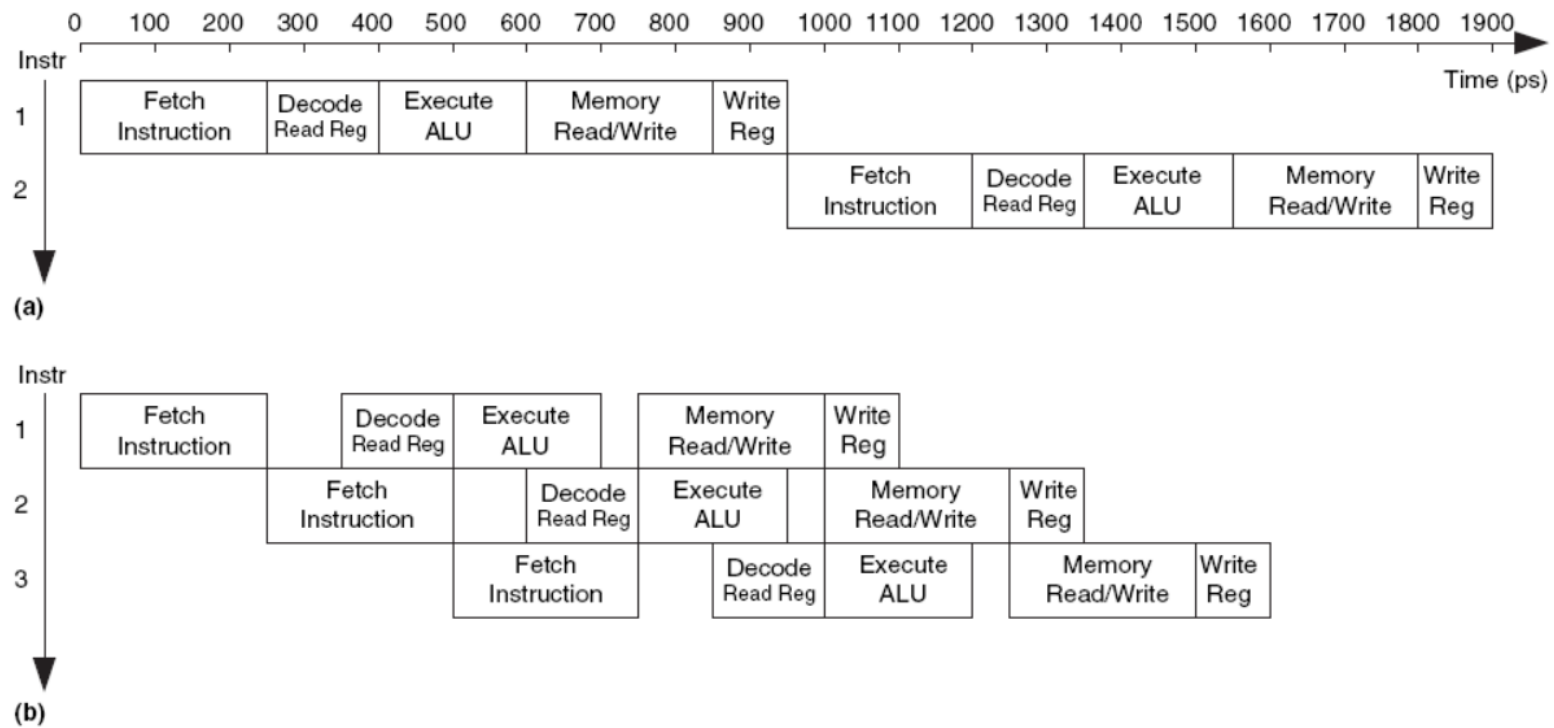 0 100 200 300 400 500 600 700 800 900 1000 1100 1200 1300 1400 1500 1600 1700 1800 1900
Instr
Time (ps)
1
Fetch Decode Execute Memory Write
Instruction Read Reg ALU Read/Write Reg
2
Fetch Decode Execute Memory Write
Instruction Read Reg ALU Read/Write Reg
(a)
Instr
1
Fetch Decode Execute Memory Write
Instruction Read Reg ALU Read/Write Reg
2
Fetch Decode Execute Memory Write
Instruction Read Reg ALU Read/Write Reg
3
Fetch Decode Execute Memory Write
Instruction Read Reg ALU Read/Write Reg
(b)